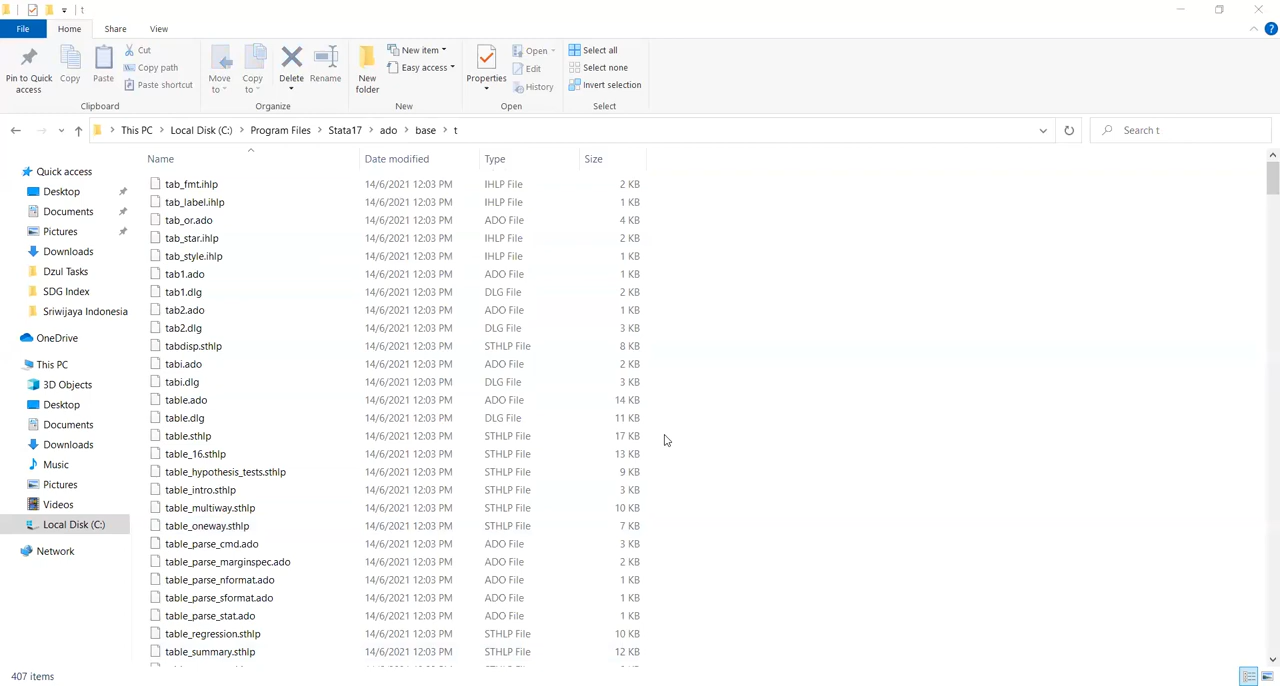 t
File Home Share View
Pin to Quick access
Copy
Paste
Cut
Copy path
Paste shortcut
Clipboard
Move to
Copy to
Delete
Rename
Organize
New folder
New item
Easy access
New
Properties
Open
Edit
History
Open
Select all
Select none
Invert selection
Select
This PC > Local Disk (C:) > Program Files > Stata17 > ado > base > t
Search t
Quick access
Desktop
Documents
Pictures
Downloads
Dzul Tasks
SDG Index
Sriwijaya Indonesia
OneDrive
This PC
3D Objects
Desktop
Documents
Downloads
Music
Pictures
Videos
Local Disk (C:)
Network
Name Date modified Type Size
tab_fmt.ihlp 14/6/2021 12:03 PM IHLP File 2 KB
tab_label.ihlp 14/6/2021 12:03 PM IHLP File 1 KB
tab_or.ado 14/6/2021 12:03 PM ADO File 4 KB
tab_star.ihlp 14/6/2021 12:03 PM IHLP File 2 KB
tab_style.ihlp 14/6/2021 12:03 PM IHLP File 1 KB
tab1.ado 14/6/2021 12:03 PM ADO File 1 KB
tab1.dlg 14/6/2021 12:03 PM DLG File 2 KB
tab2.ado 14/6/2021 12:03 PM ADO File 1 KB
tab2.dlg 14/6/2021 12:03 PM DLG File 3 KB
tabdisp.sthlp 14/6/2021 12:03 PM STHLP File 8 KB
tabi.ado 14/6/2021 12:03 PM ADO File 2 KB
tabi.dlg 14/6/2021 12:03 PM DLG File 3 KB
table.ado 14/6/2021 12:03 PM ADO File 14 KB
table.dlg 14/6/2021 12:03 PM DLG File 11 KB
table.sthlp 14/6/2021 12:03 PM STHLP File 17 KB
table_16.sthlp 14/6/2021 12:03 PM STHLP File 13 KB
table_hypothesis_tests.sthlp 14/6/2021 12:03 PM STHLP File 9 KB
table_intro.sthlp 14/6/2021 12:03 PM STHLP File 3 KB
table_multiway.sthlp 14/6/2021 12:03 PM STHLP File 10 KB
table_oneway.sthlp 14/6/2021 12:03 PM STHLP File 7 KB
table_parse_cmd.ado 14/6/2021 12:03 PM ADO File 3 KB
table_parse_marginspec.ado 14/6/2021 12:03 PM ADO File 2 KB
table_parse_nformat.ado 14/6/2021 12:03 PM ADO File 1 KB
table_parse_sformat.ado 14/6/2021 12:03 PM ADO File 1 KB
table_parse_stat.ado 14/6/2021 12:03 PM ADO File 1 KB
table_regression.sthlp 14/6/2021 12:03 PM STHLP File 10 KB
table_summary.sthlp 14/6/2021 12:03 PM STHLP File 12 KB
407 items